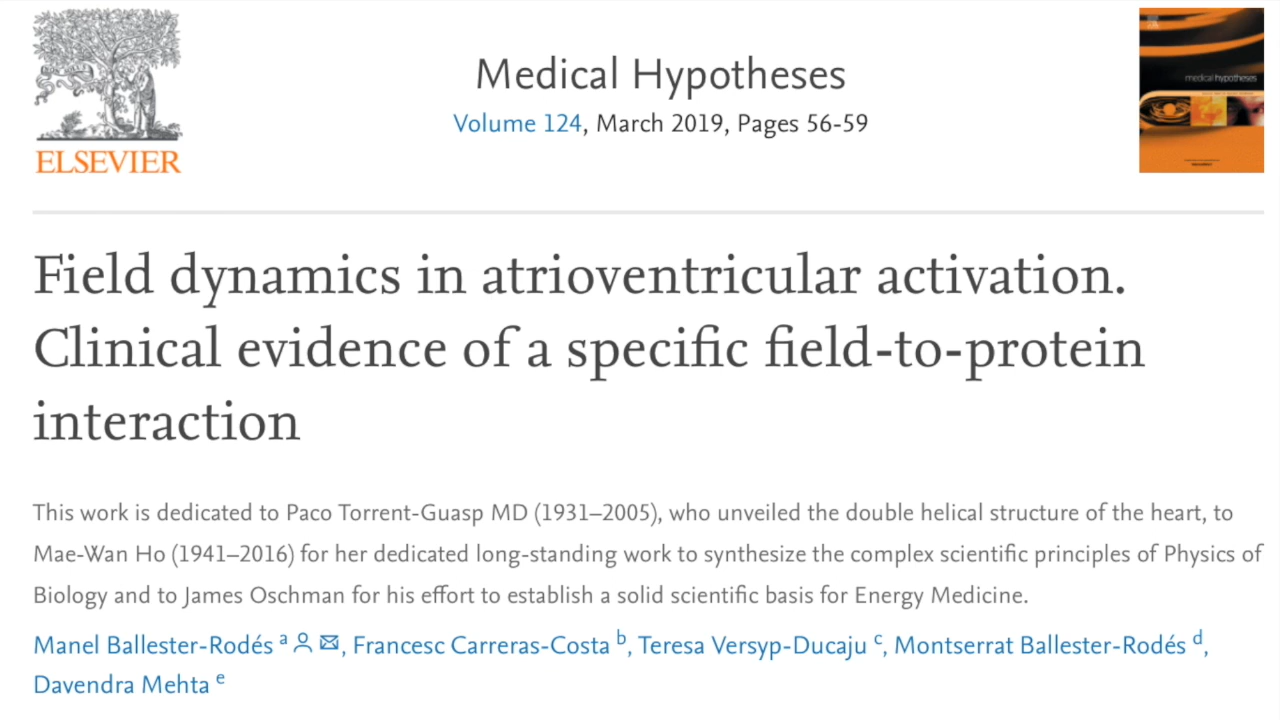 Medical Hypotheses
Volume 124, March 2019, Pages 56-59
medical hypotheses
ELSEVIER
Field dynamics in atrioventricular activation.
Clinical evidence of a specific field-to-protein
interaction
This work is dedicated to Paco Torrent-Guasp MD (1931–2005), who unveiled the double helical structure of the heart, to
Mae-Wan Ho (1941–2016) for her dedicated long-standing work to synthesize the complex scientific principles of Physics of
Biology and to James Oschman for his effort to establish a solid scientific basis for Energy Medicine.
Manel Ballester-Rodés a, Francesc Carreras-Costa b, Teresa Versyp-Ducaju c, Montserrat Ballester-Rodés d,
Davendra Mehta e